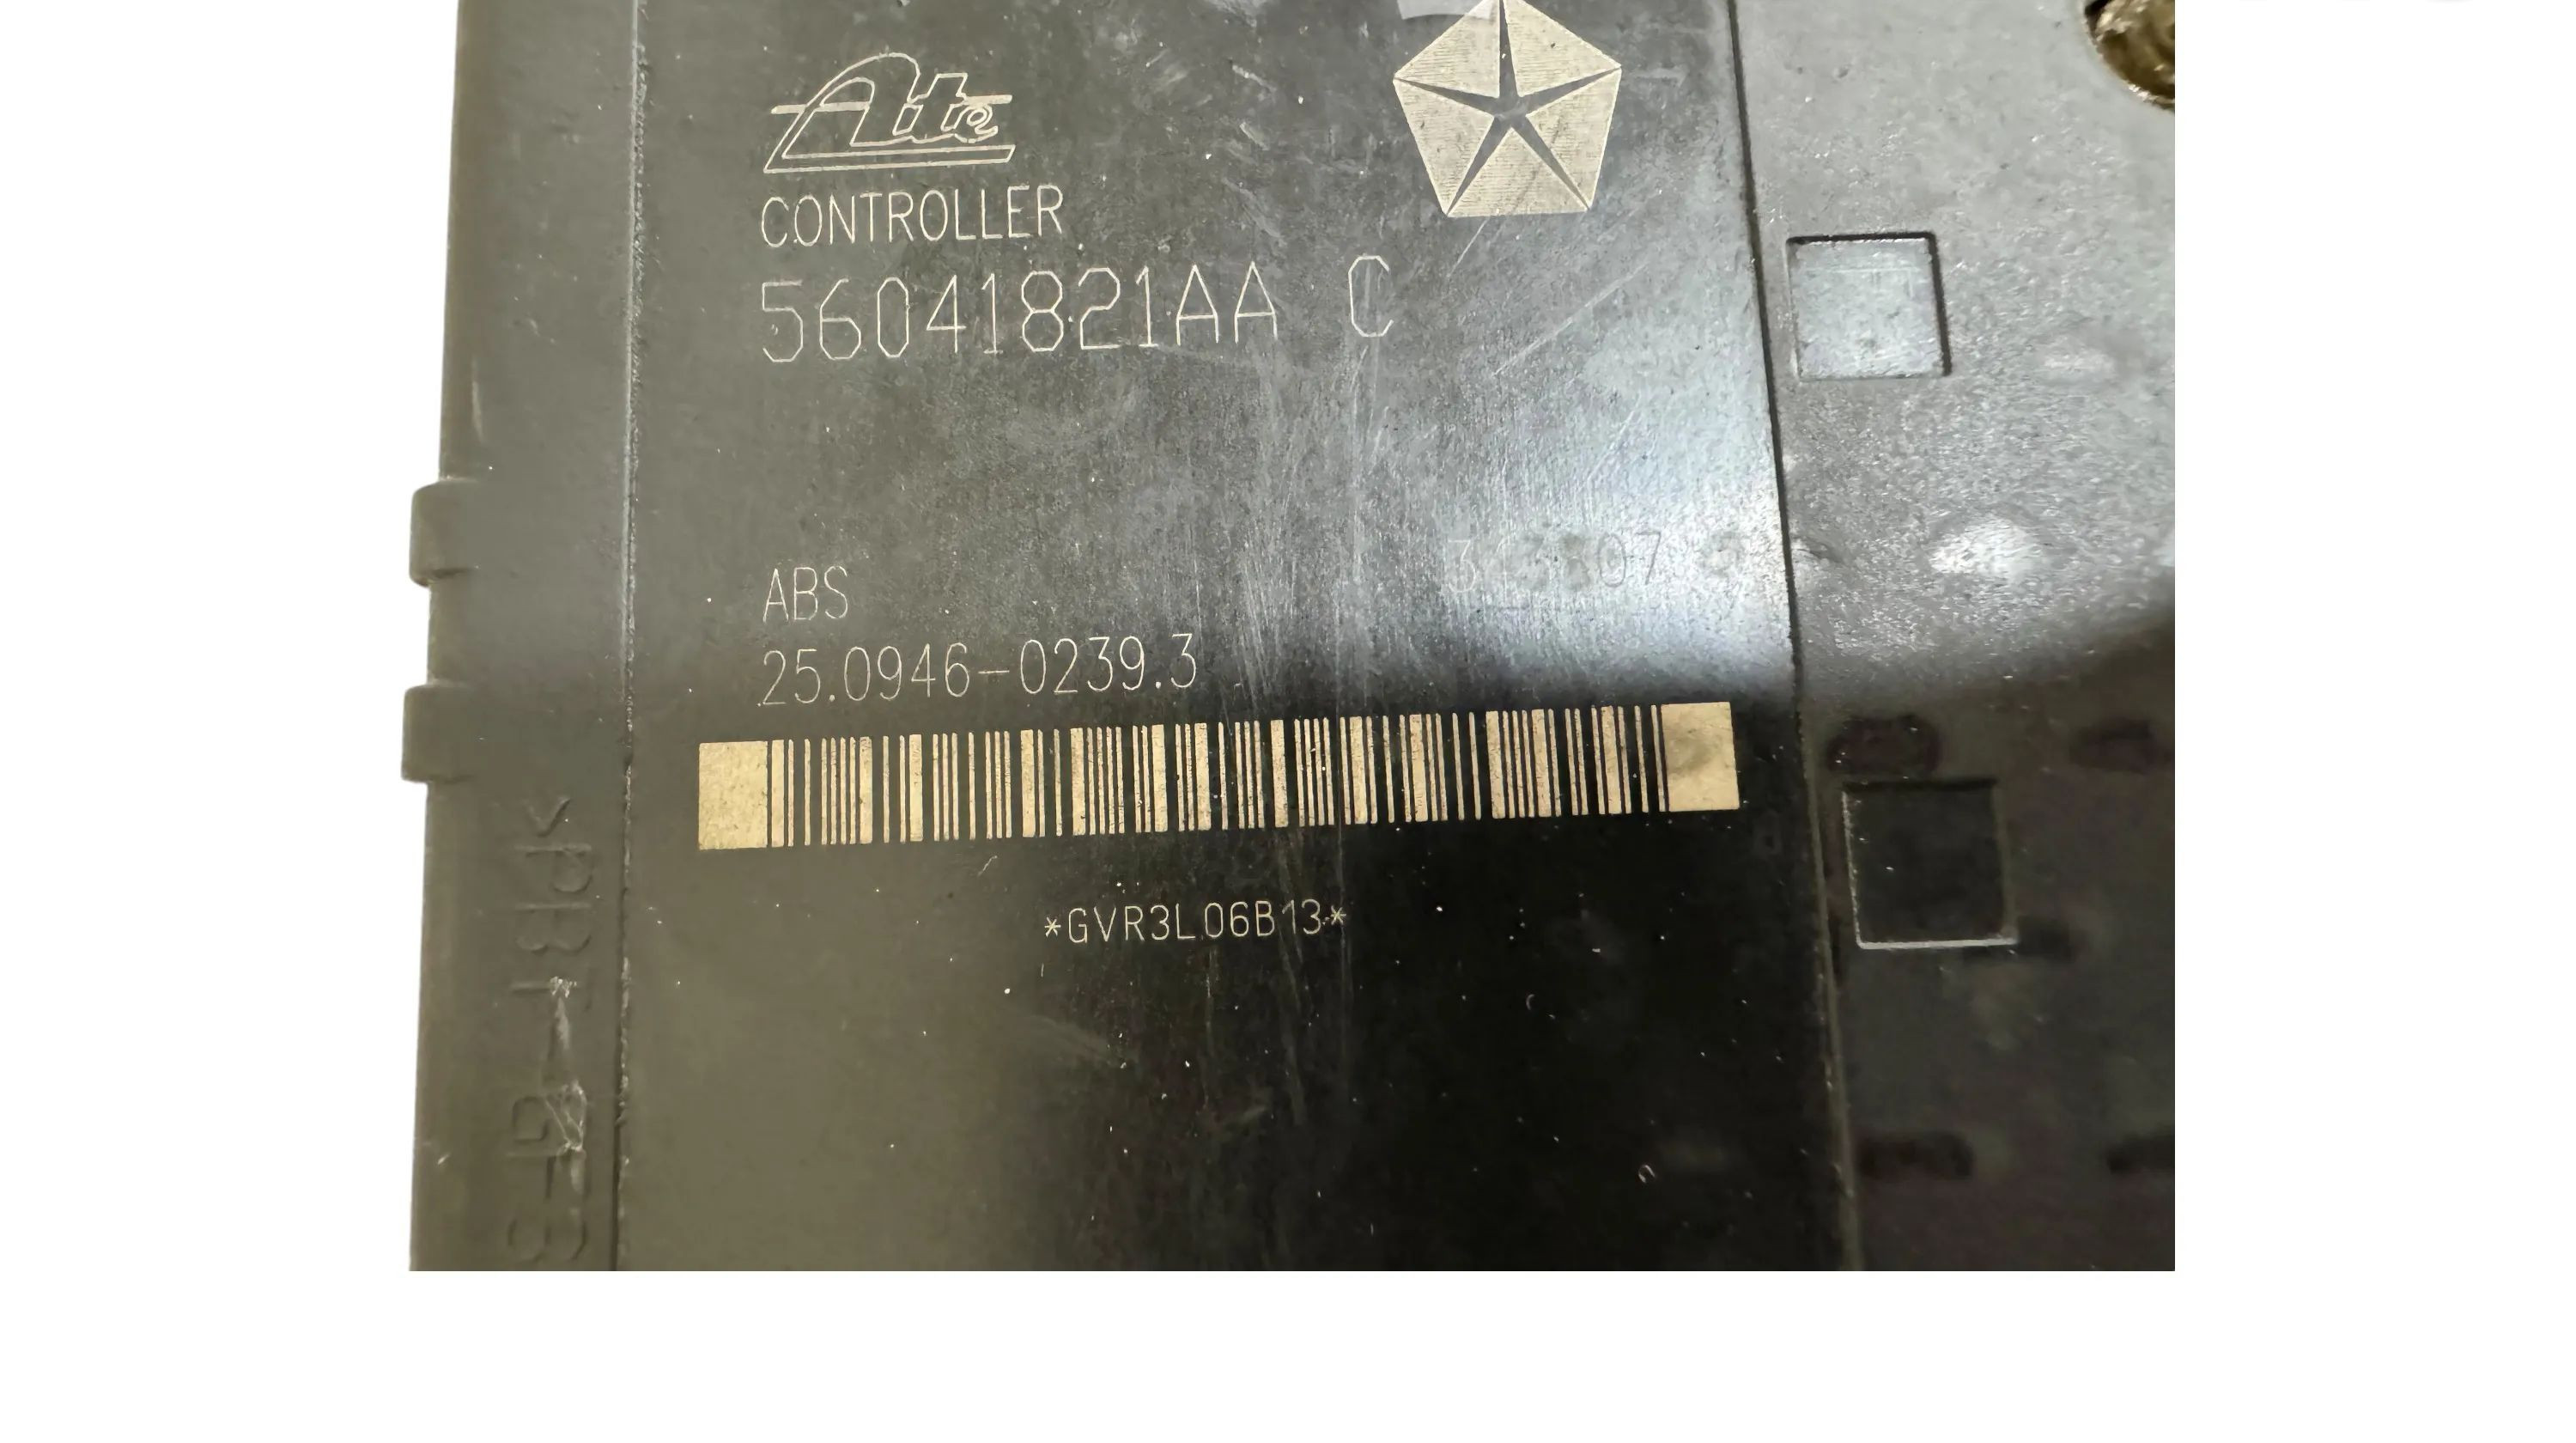 Ate
CONTROLLER
56041821AA C
ABS
25.0946-0239.3
*GVR3L06B13*